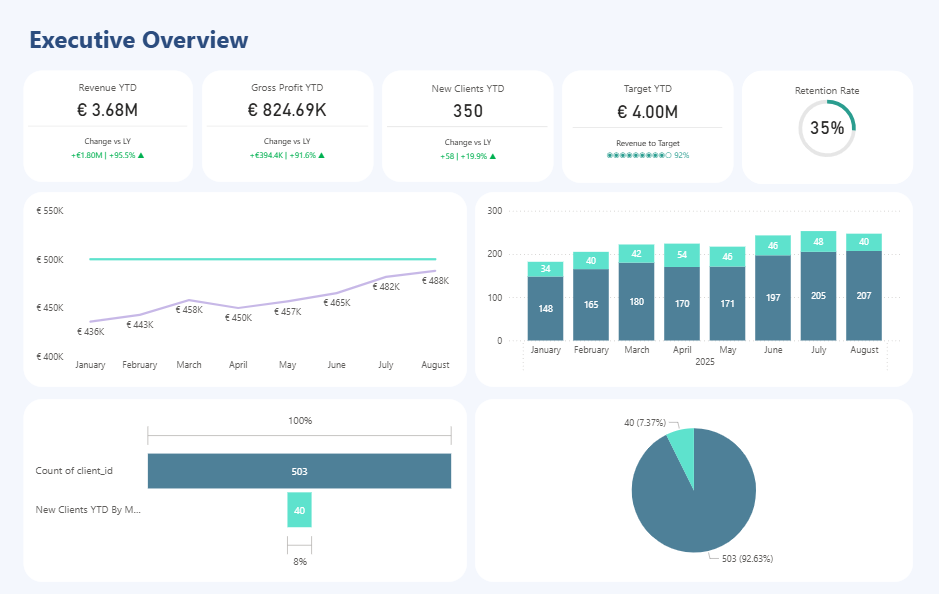 Executive Overview
Revenue YTD
€ 3.68M
Change vs LY
+€1.80M | +95.5% ▲
Gross Profit YTD
€ 824.69K
Change vs LY
+€394.4K | +91.6% ▲
New Clients YTD
350
Change vs LY
+58 | +19.9% ▲
Target YTD
€ 4.00M
Revenue to Target
◉◉◉◉◉◉◉◉◉○ 92%
Retention Rate
35%
€ 550K
€ 500K
€ 450K
€ 400K
€ 436K
€ 443K
€ 458K
€ 450K
€ 457K
€ 465K
€ 482K
€ 488K
January February March April May June July August
300
200
100
0
34 40 42 54 46 46 48 40
148 165 180 170 171 197 205 207
January February March April May June July August
2025
100%
Count of client_id
503
New Clients YTD By M...
40
8%
40 (7.37%)
503 (92.63%)